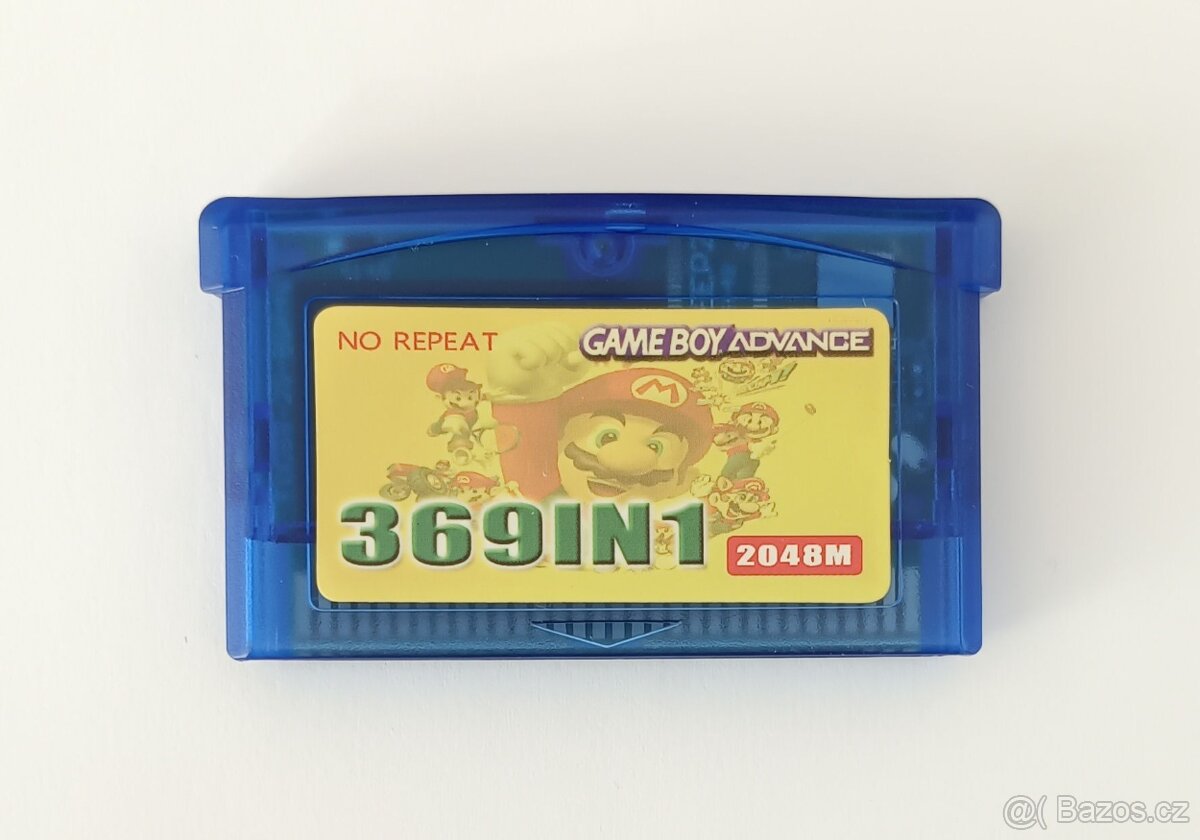 NO REPEAT
GAME BOY ADVANCE
369IN1
2048M
@( Bazos.cz